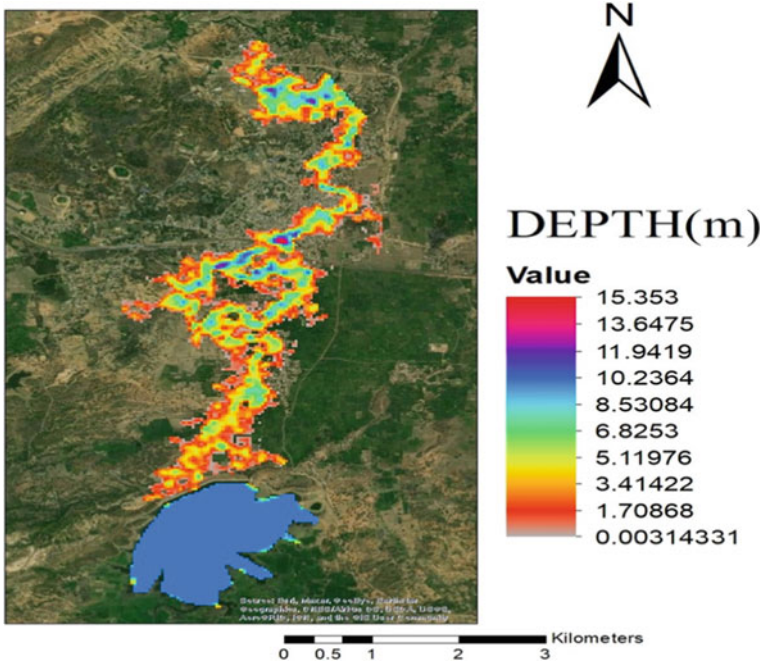 N
DEPTH(m)
Value
15.353
13.6475
11.9419
10.2364
8.53084
6.8253
5.11976
3.41422
1.70868
0.00314331
Kilometers
0 0.5 1 2 3